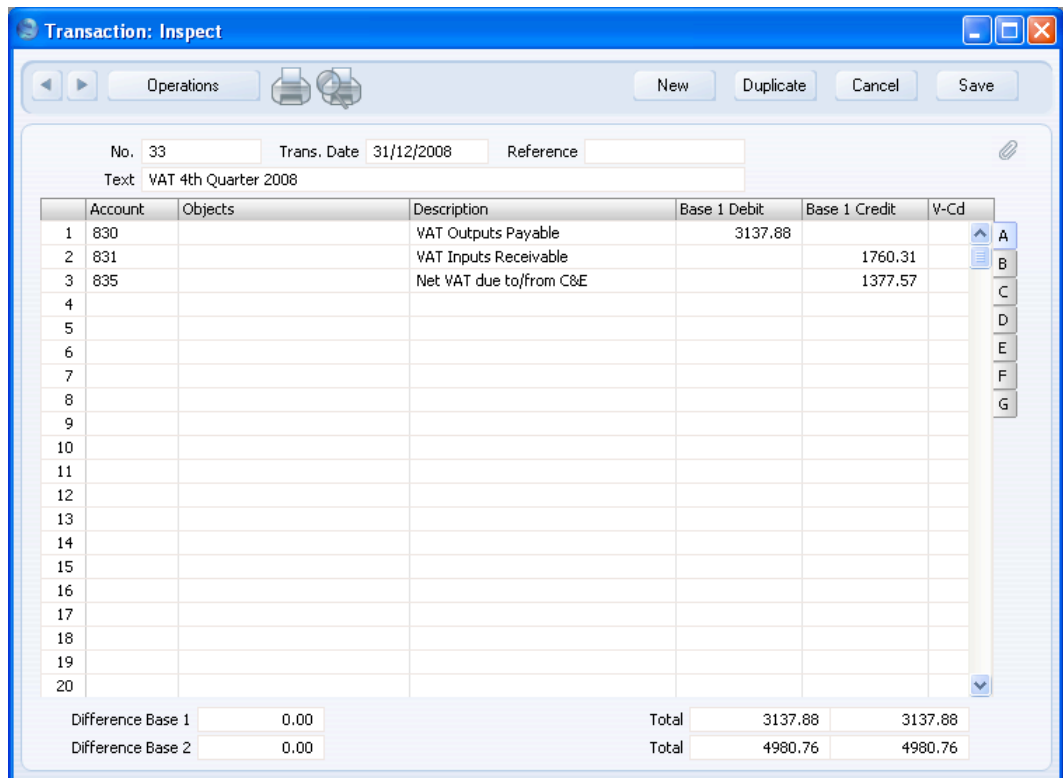 Transaction: Inspect
Operations New Duplicate Cancel Save
No. 33 Trans. Date 31/12/2008 Reference
Text VAT 4th Quarter 2008
Account Objects Description Base 1 Debit Base 1 Credit V-Cd
1 830 VAT Outputs Payable 3137.88 A
2 831 VAT Inputs Receivable 1760.31 B
3 835 Net VAT due to/from C&E 1377.57 C
4 D
5
6 E
7 F
8 G
9
10
11
12
13
14
15
16
17
18
19
20
Difference Base 1 0.00 Total 3137.88 3137.88
Difference Base 2 0.00 Total 4980.76 4980.76